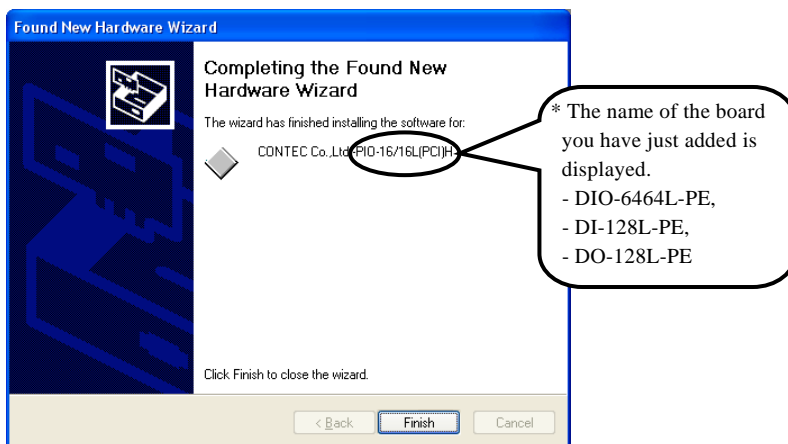 Found New Hardware Wizard
Completing the Found New
Hardware Wizard
The wizard has finished installing the software for:
CONTEC Co.,Ltd. PIO-16/16L(PCI)H
Click Finish to close the wizard.
< Back
Finish
Cancel
* The name of the board
you have just added is
displayed.
- DIO-6464L-PE,
- DI-128L-PE,
- DO-128L-PE